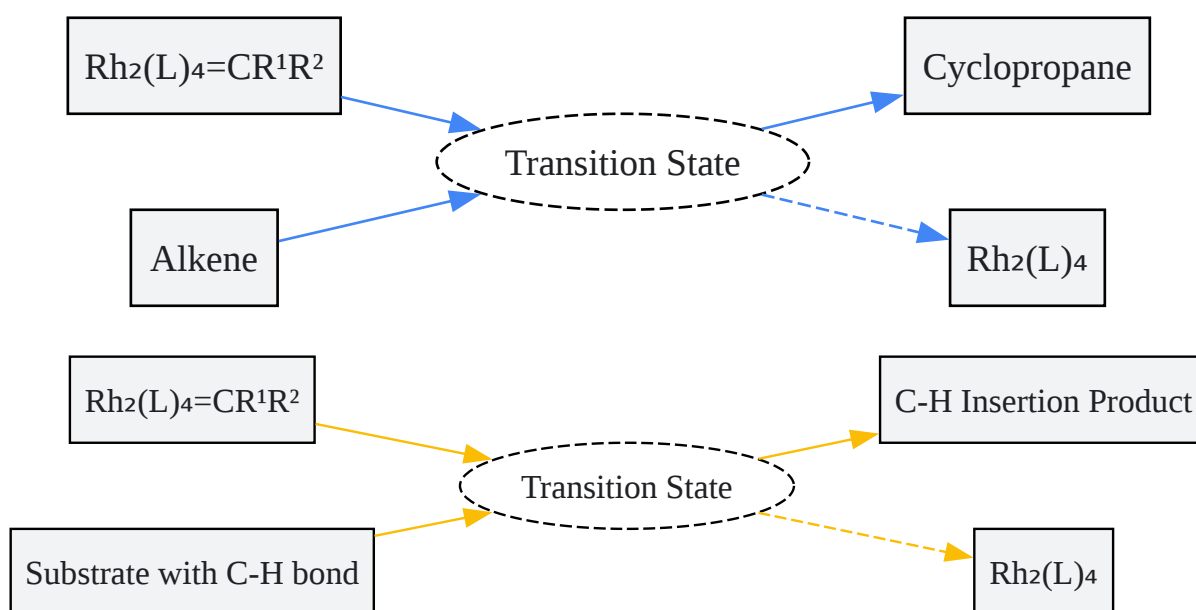 Rh₂(L)₄=CR¹R²
Cyclopropane
Transition State
Alkene
Rh₂(L)₄
Rh₂(L)₄=CR¹R²
C-H Insertion Product
Transition State
Substrate with C-H bond
Rh₂(L)₄